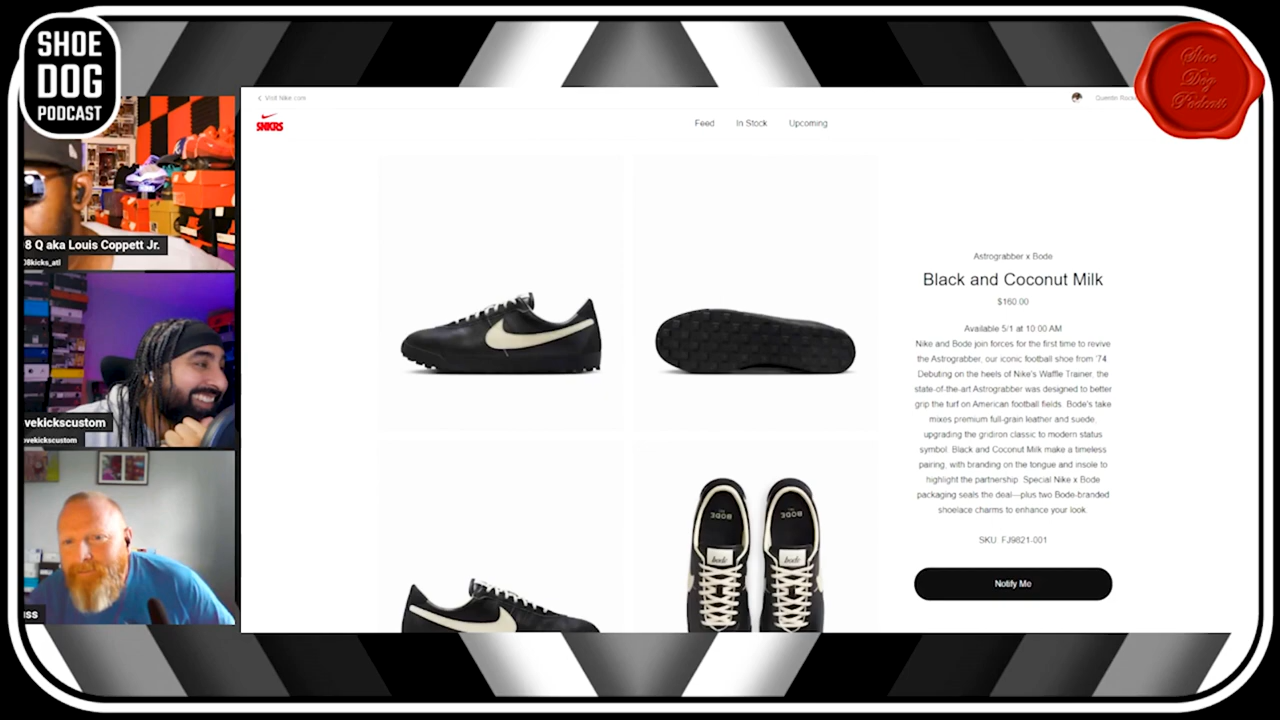 SHOE
DOG
PODCAST
Shoe
Dog
Podcast
8 Q aka Louis Coppett Jr.
8kicks_atl
vekickscustom
ovekickscustom
ss
Visit Nike.com
Quentin
SNKRS
Feed
In Stock
Upcoming
BODE
BODE
bode
bode
Astrograbber x Bode
Black and Coconut Milk
$160.00
Available 5/1 at 10:00 AM
Nike and Bode join forces for the first time to revive
the Astrograbber, our iconic football shoe from '74.
Debuting on the heels of Nike's Waffle Trainer, the
state-of-the-art Astrograbber was designed to better
grip the turf on American football fields. Bode's take
mixes premium full-grain leather and suede,
upgrading the gridiron classic to modern status
symbol. Black and Coconut Milk make a timeless
pairing, with branding on the tongue and insole to
highlight the partnership. Special Nike x Bode
packaging seals the deal—plus two Bode-branded
shoelace charms to enhance your look.
SKU: FJ9821-001
Notify Me